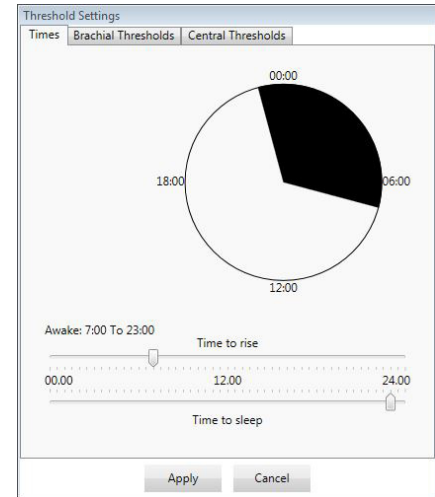 Threshold Settings
Times Brachial Thresholds Central Thresholds
00:00
18:00 06:00
12:00
Awake: 7:00 To 23:00
Time to rise
00.00 12.00 24.00
Time to sleep
Apply Cancel